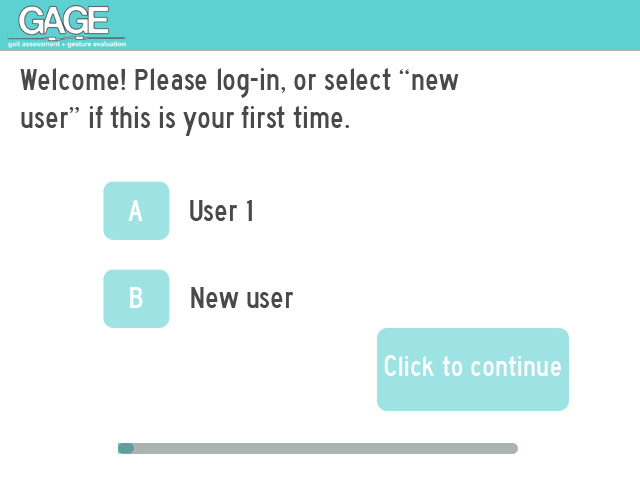 GAGE
gait assessment + gesture evaluation
Welcome! Please log-in, or select “new
user” if this is your first time.
A User 1
B New user
Click to continue